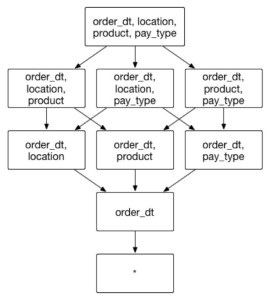 order_dt, location,
product, pay_type
order_dt,
location,
product
order_dt,
location,
pay_type
order_dt,
product,
pay_type
order_dt,
location
order_dt,
product
order_dt,
pay_type
order_dt
*